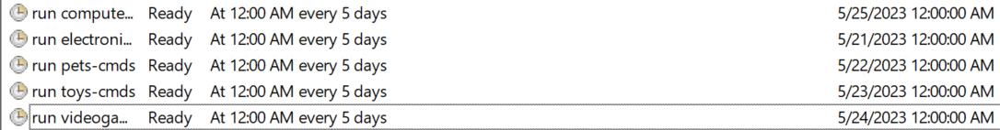 run compute... Ready At 12:00 AM every 5 days 5/25/2023 12:00:00 AM
run electroni... Ready At 12:00 AM every 5 days 5/21/2023 12:00:00 AM
run pets-cmds Ready At 12:00 AM every 5 days 5/22/2023 12:00:00 AM
run toys-cmds Ready At 12:00 AM every 5 days 5/23/2023 12:00:00 AM
run videoga... Ready At 12:00 AM every 5 days 5/24/2023 12:00:00 AM